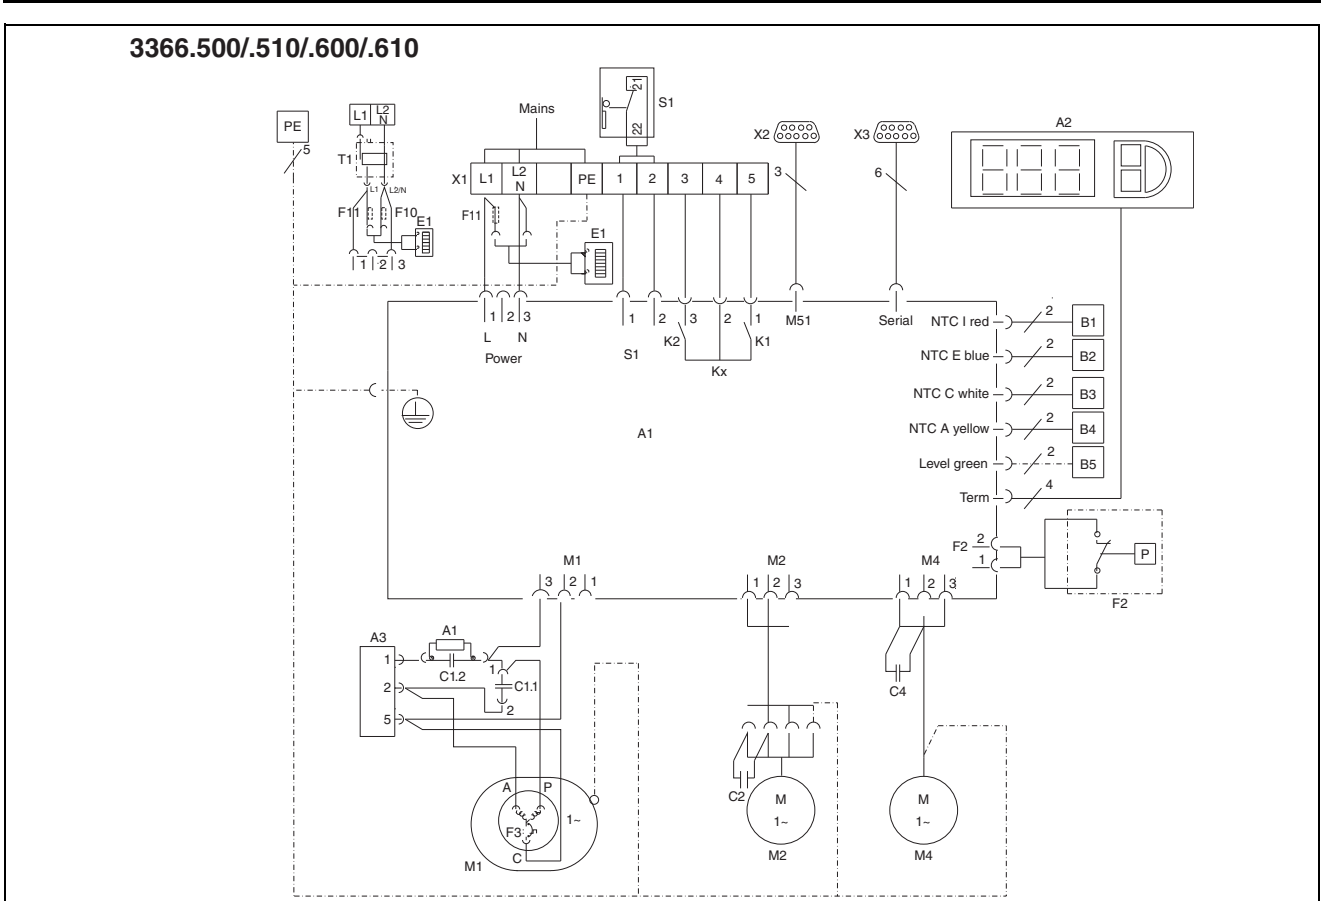 3366.500/.510/.600/.610
PE
5
L1
L2
N
T1
L1
L2/N
F11
F10
E1
1
2
3
Mains
21
22
S1
X2
X3
A2
X1
L1
L2
N
PE
1
2
3
4
5
3
6
F11
E1
1
2
3
L
N
Power
1
2
S1
3
2
1
K2
K1
Kx
M51
Serial
NTC I red
2
B1
NTC E blue
2
B2
NTC C white
2
B3
NTC A yellow
2
B4
Level green
2
B5
Term
4
A1
F2
2
1
P
F2
M1
3
2
1
M2
1
2
3
M4
1
2
3
A3
1
2
5
A1
C1.2
1
C1.1
2
C4
A
P
F3
C
1~
M1
C2
M
1~
M2
M
1~
M4